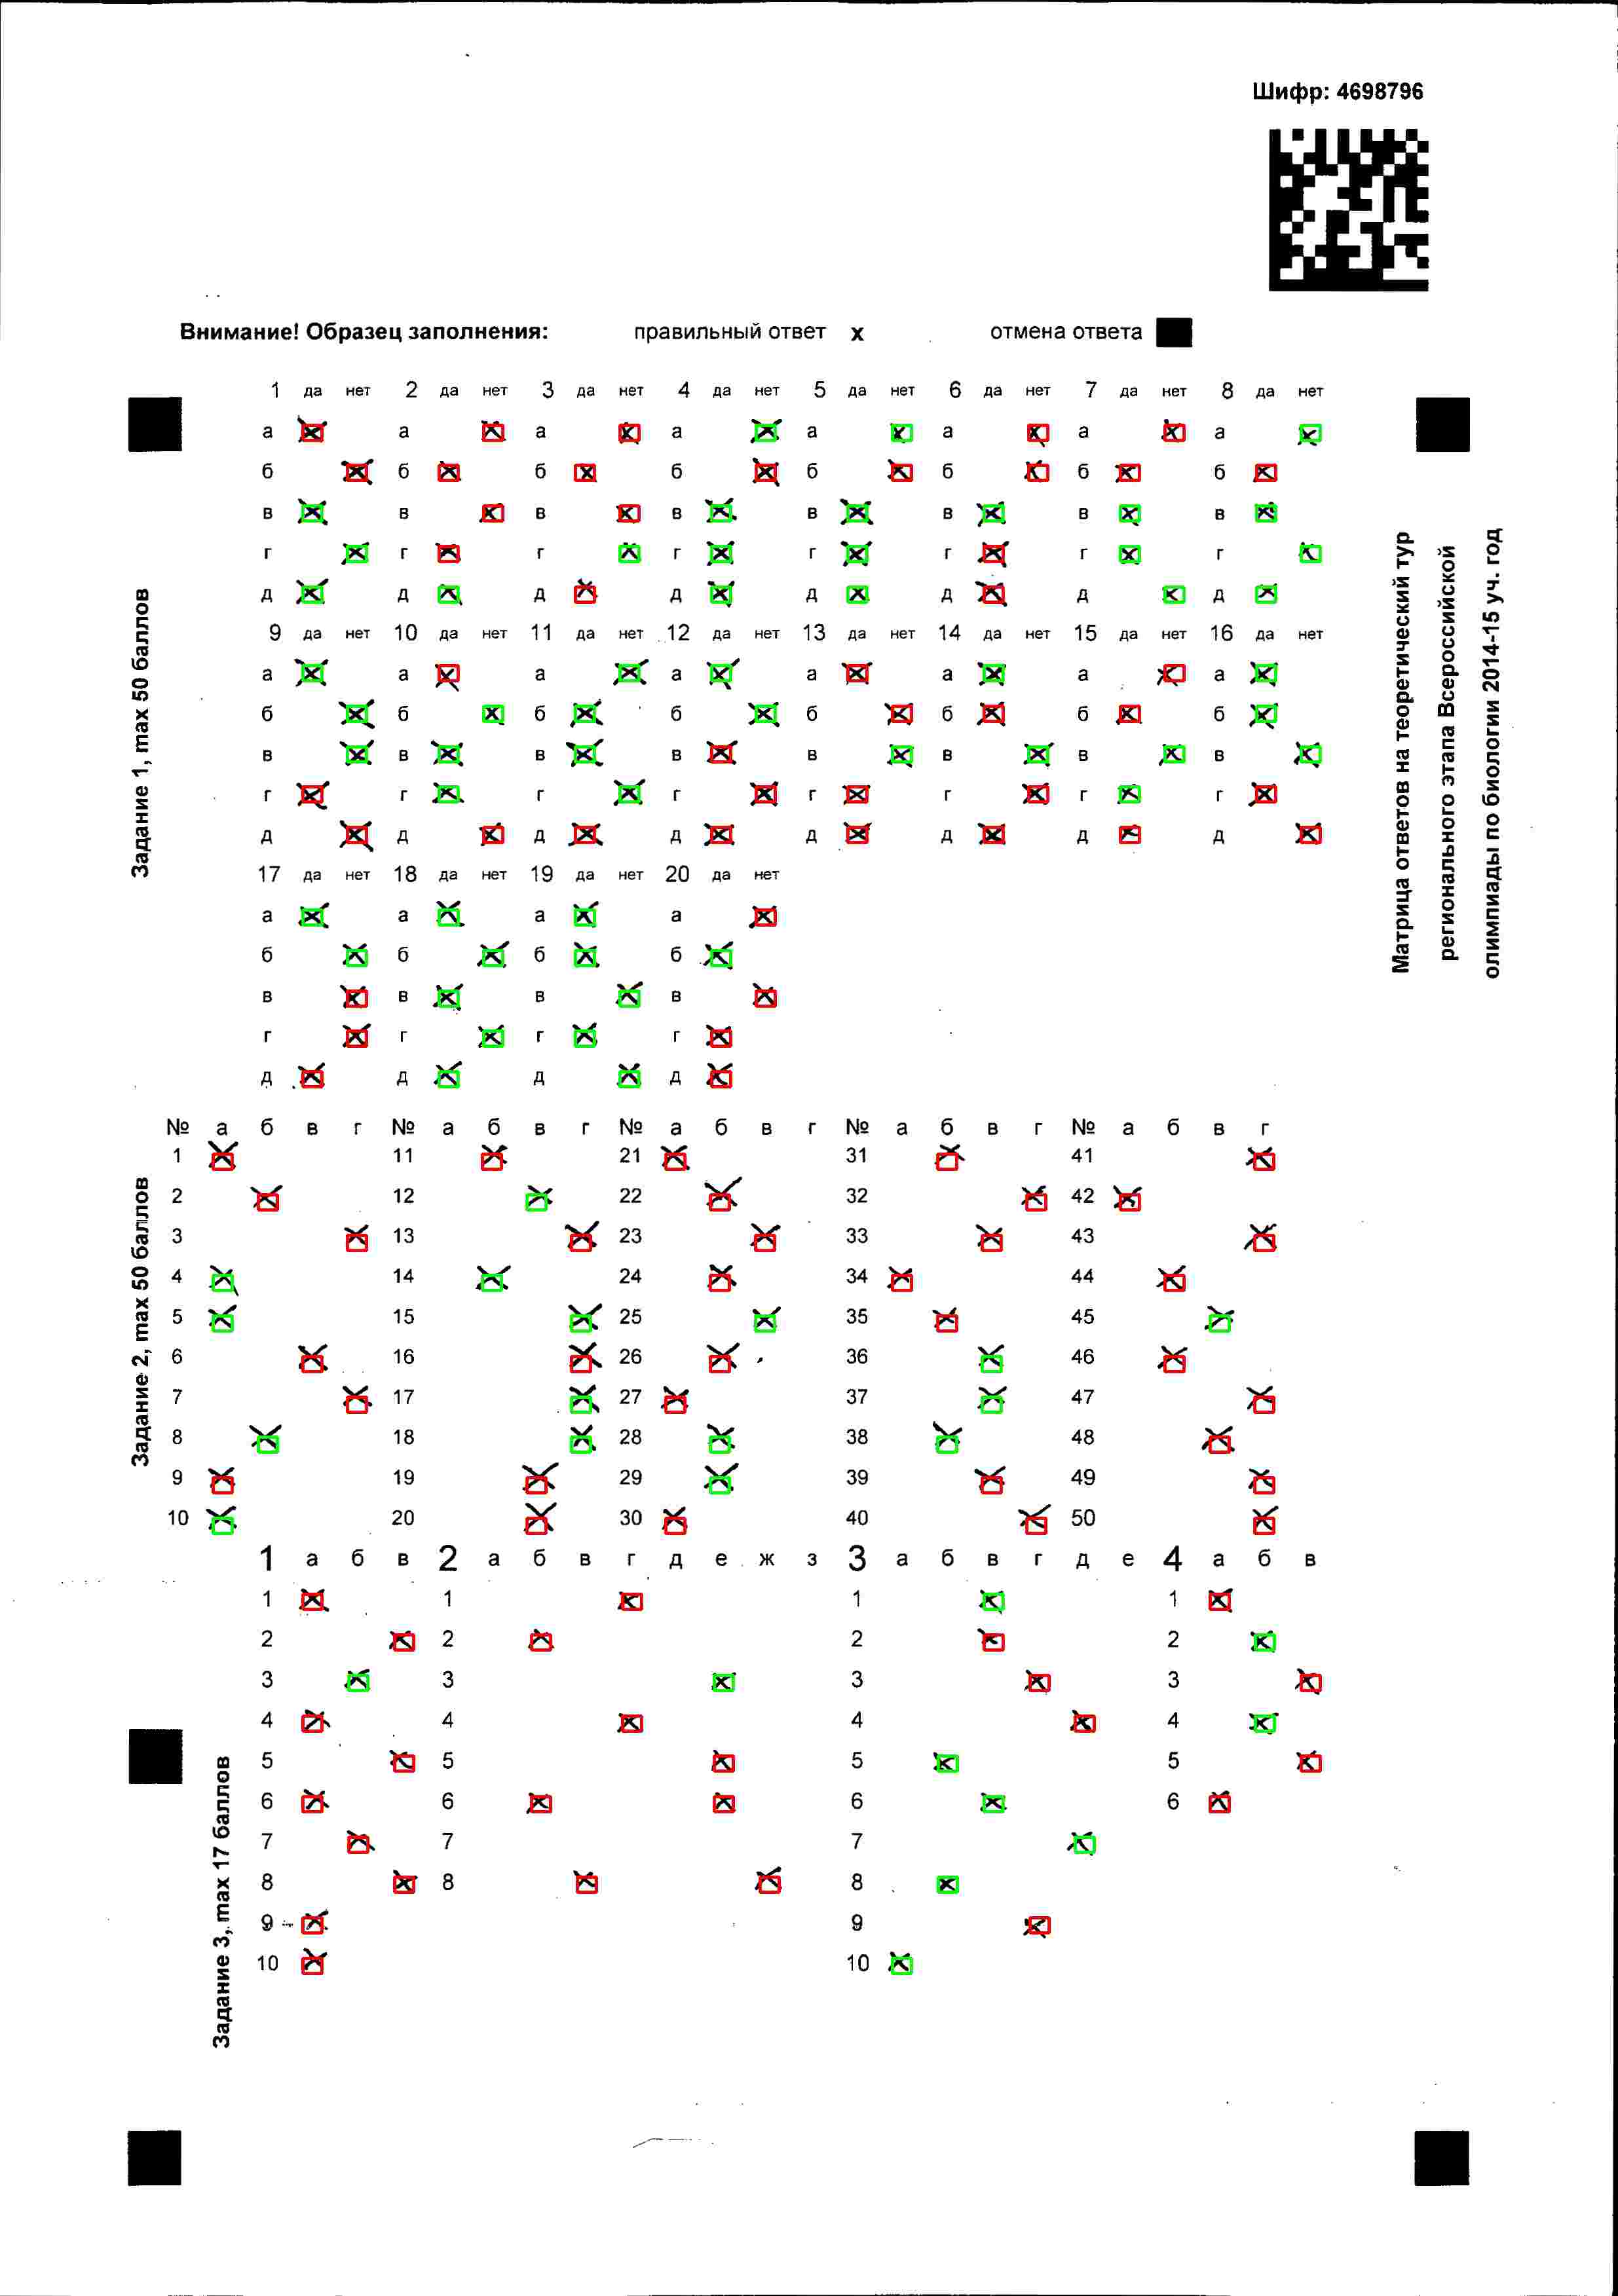 Шифр: 4698796
Внимание! Образец заполнения: правильный ответ х отмена ответа
1 да нет 2 да нет 3 да нет 4 да нет 5 да нет 6 да нет 7 да нет 8 да нет
а а а а а а а а
б б б б б б б б
в в в в в в в в
г г г г г г г г
д д д д д д д д
9 да нет 10 да нет 11 да нет 12 да нет 13 да нет 14 да нет 15 да нет 16 да нет
а а а а а а а а
б б б б б б б б
в в в в в в в в
г г г г г г г г
д д д д д д д д
17 да нет 18 да нет 19 да нет 20 да нет
а а а а
б б б б
в в в в
г г г г
д д д д
Задание 1, max 50 баллов
Матрица ответов на теоретический тур
регионального этапа Всероссийской
олимпиады по биологии 2014-15 уч. год
№ а б в г № а б в г № а б в г № а б в г № а б в г
1 11 21 31 41
2 12 22 32 42
3 13 23 33 43
4 14 24 34 44
5 15 25 35 45
6 16 26 36 46
7 17 27 37 47
8 18 28 38 48
9 19 29 39 49
10 20 30 40 50
Задание 2, max 50 баллов
1 а б в 2 а б в г д е ж з 3 а б в г д е 4 а б в
1 1 1 1
2 2 2 2
3 3 3 3
4 4 4 4
5 5 5 5
6 6 6 6
7 7 7
8 8 8
9 9
10 10
Задание 3, max 17 баллов